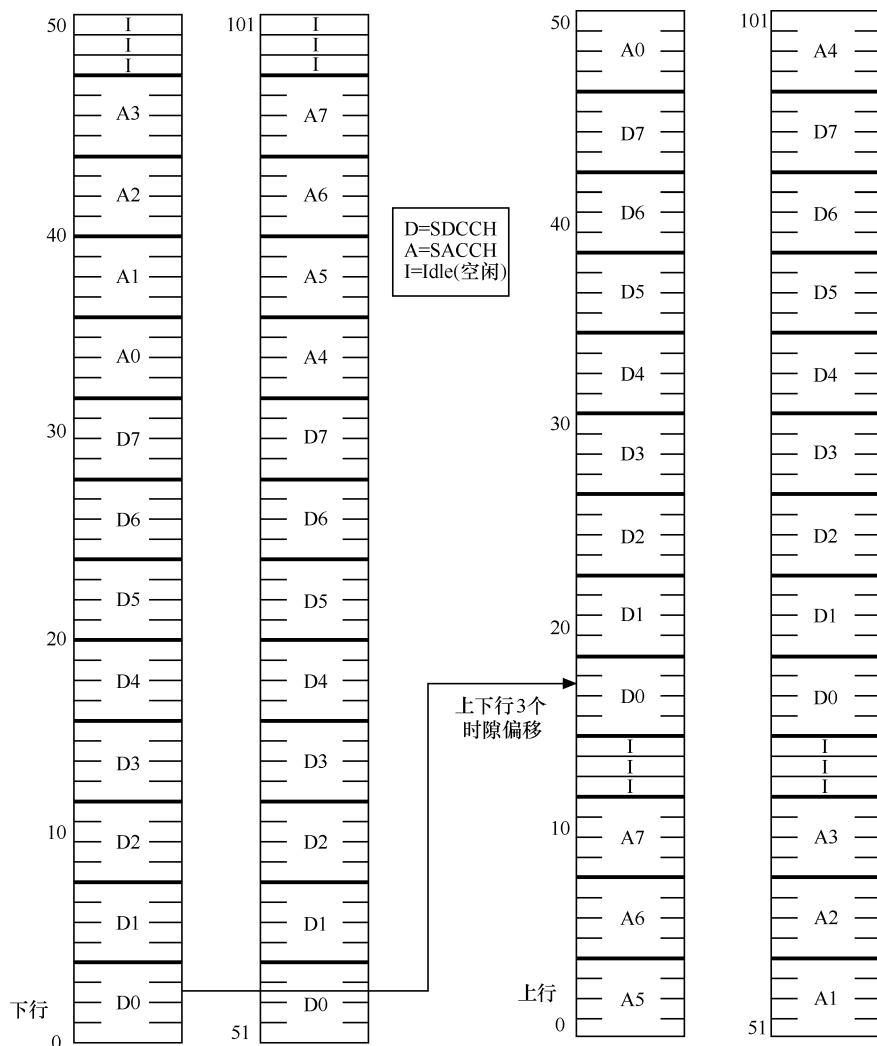 50
I
I
I
A3
A2
40
A1
A0
D7
30
D6
D5
20
D4
D3
10
D2
D1
下行
D0
0
101
I
I
I
A7
A6
A5
A4
D7
D6
D5
D4
D3
D2
D1
D0
51
D=SDCCH
A=SACCH
I=Idle(空闲)
上下行3个
时隙偏移
50
A0
D7
D6
40
D5
D4
30
D3
D2
D1
20
D0
I
I
I
10
A7
A6
上行
A5
0
101
A4
D7
D6
D5
D4
D3
D2
D1
D0
I
I
I
A3
A2
A1
51